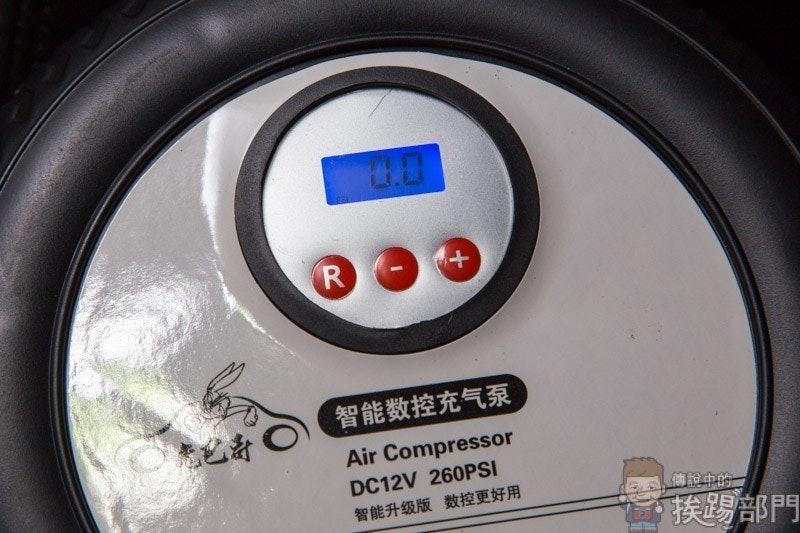 0.0
PSI
R - +
智能数控充气泵
Air Compressor
DC12V 260PSI
智能升级版 数控更好用
傳說中的
挨踢部門